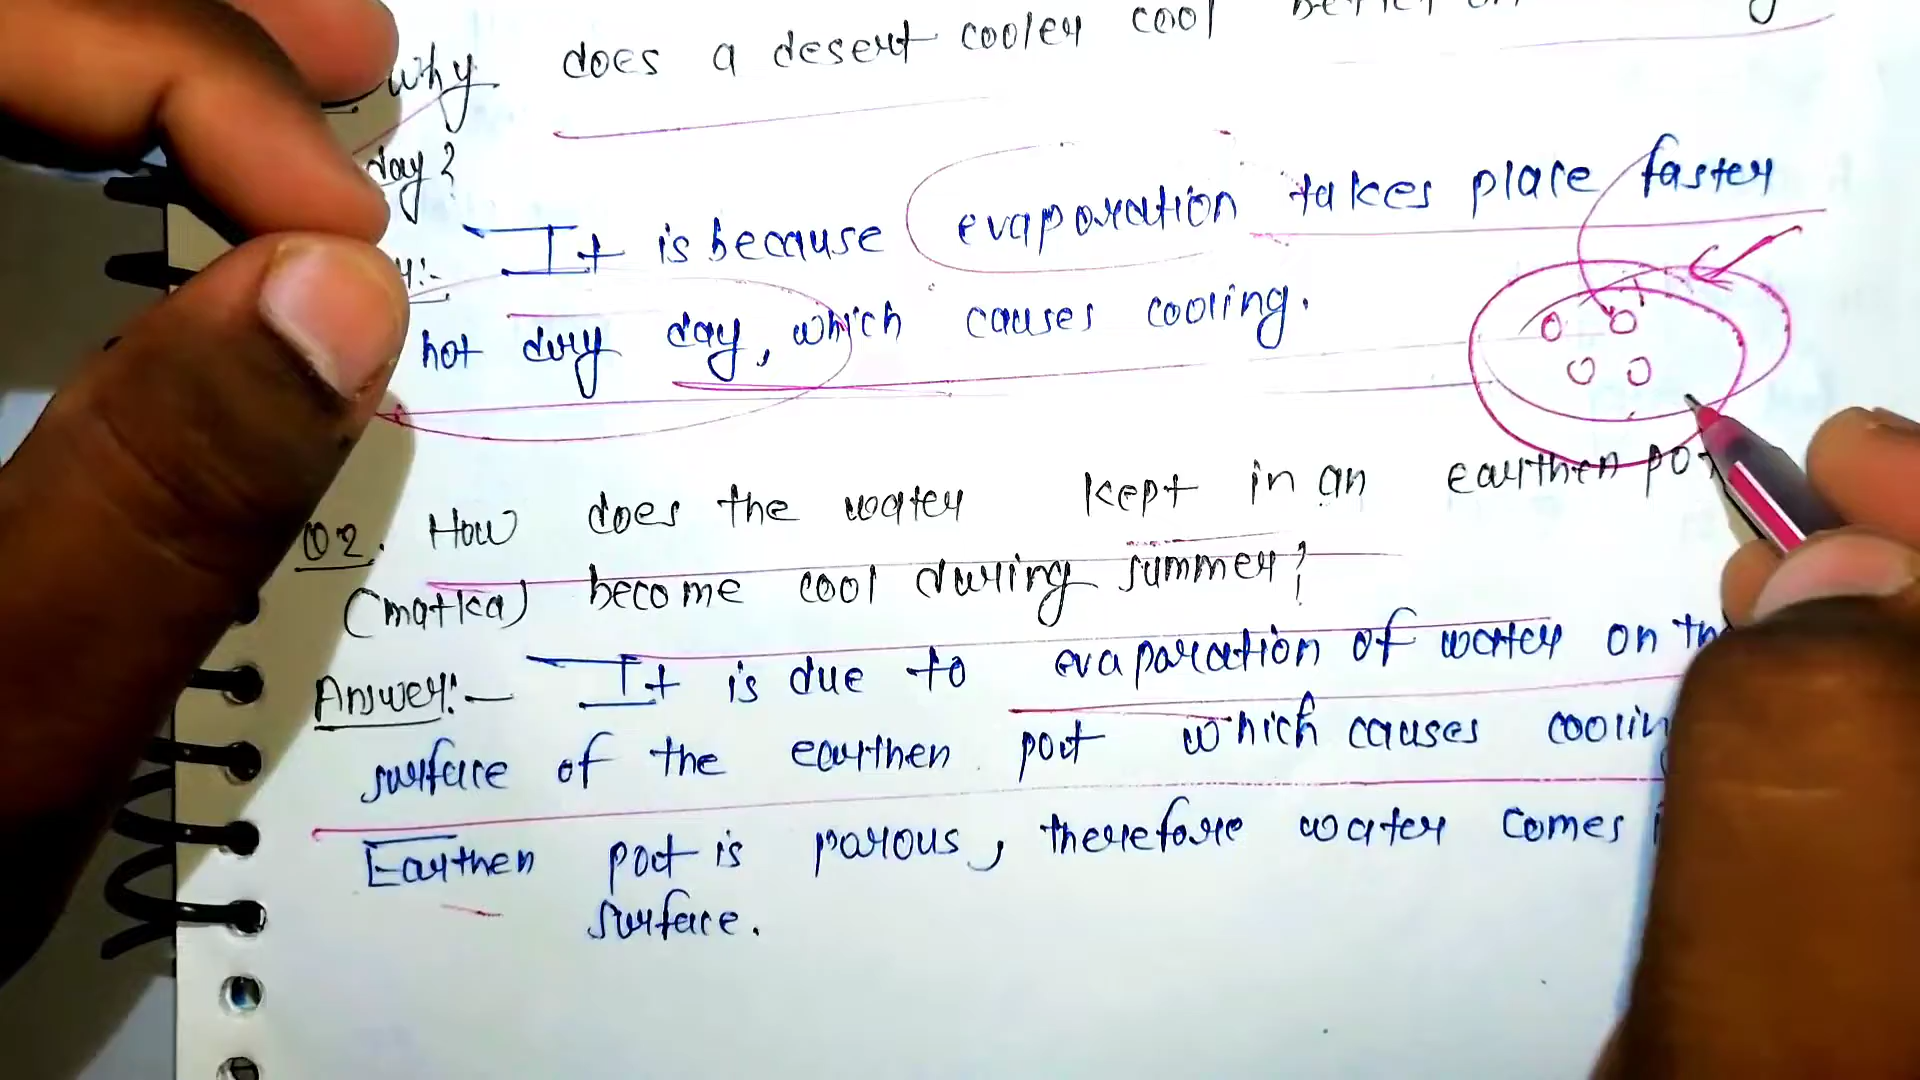 why does a desert cooler cool
day?
It is because evaporation takes place faster
hot dry day, which causes cooling.
Q2. How does the water kept in an earthen pot
(matka) become cool during summer?
Answer:- It is due to evaporation of water on
surface of the earthen pot which causes
Earthen pot is porous, therefore water comes
surface.